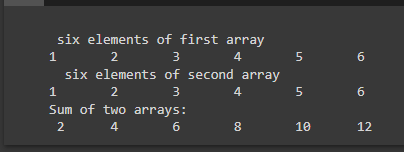 six elements of first array
1 2 3 4 5 6
six elements of second array
1 2 3 4 5 6
Sum of two arrays:
2 4 6 8 10 12